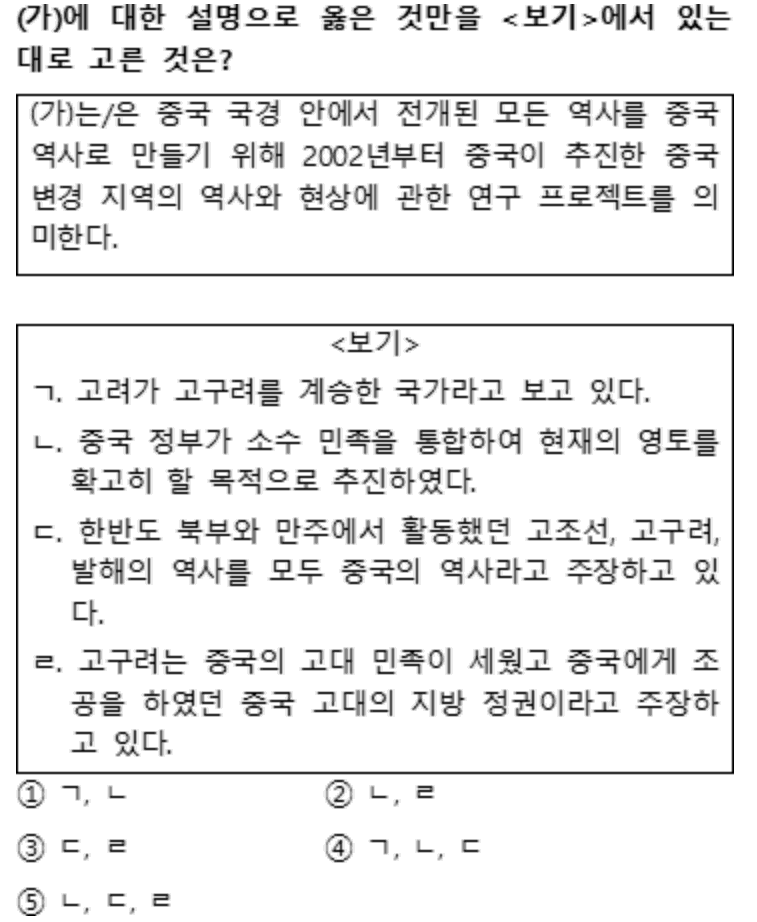 (가)에 대한 설명으로 옳은 것만을 <보기>에서 있는
대로 고른 것은?
(가)는/은 중국 국경 안에서 전개된 모든 역사를 중국
역사로 만들기 위해 2002년부터 중국이 추진한 중국
변경 지역의 역사와 현상에 관한 연구 프로젝트를 의
미한다.
<보기>
ㄱ. 고려가 고구려를 계승한 국가라고 보고 있다.
ㄴ. 중국 정부가 소수 민족을 통합하여 현재의 영토를
확고히 할 목적으로 추진하였다.
ㄷ. 한반도 북부와 만주에서 활동했던 고조선, 고구려,
발해의 역사를 모두 중국의 역사라고 주장하고 있
다.
ㄹ. 고구려는 중국의 고대 민족이 세웠고 중국에게 조
공을 하였던 중국 고대의 지방 정권이라고 주장하
고 있다.
① ㄱ, ㄴ ② ㄴ, ㄹ
③ ㄷ, ㄹ ④ ㄱ, ㄴ, ㄷ
⑤ ㄴ, ㄷ, ㄹ